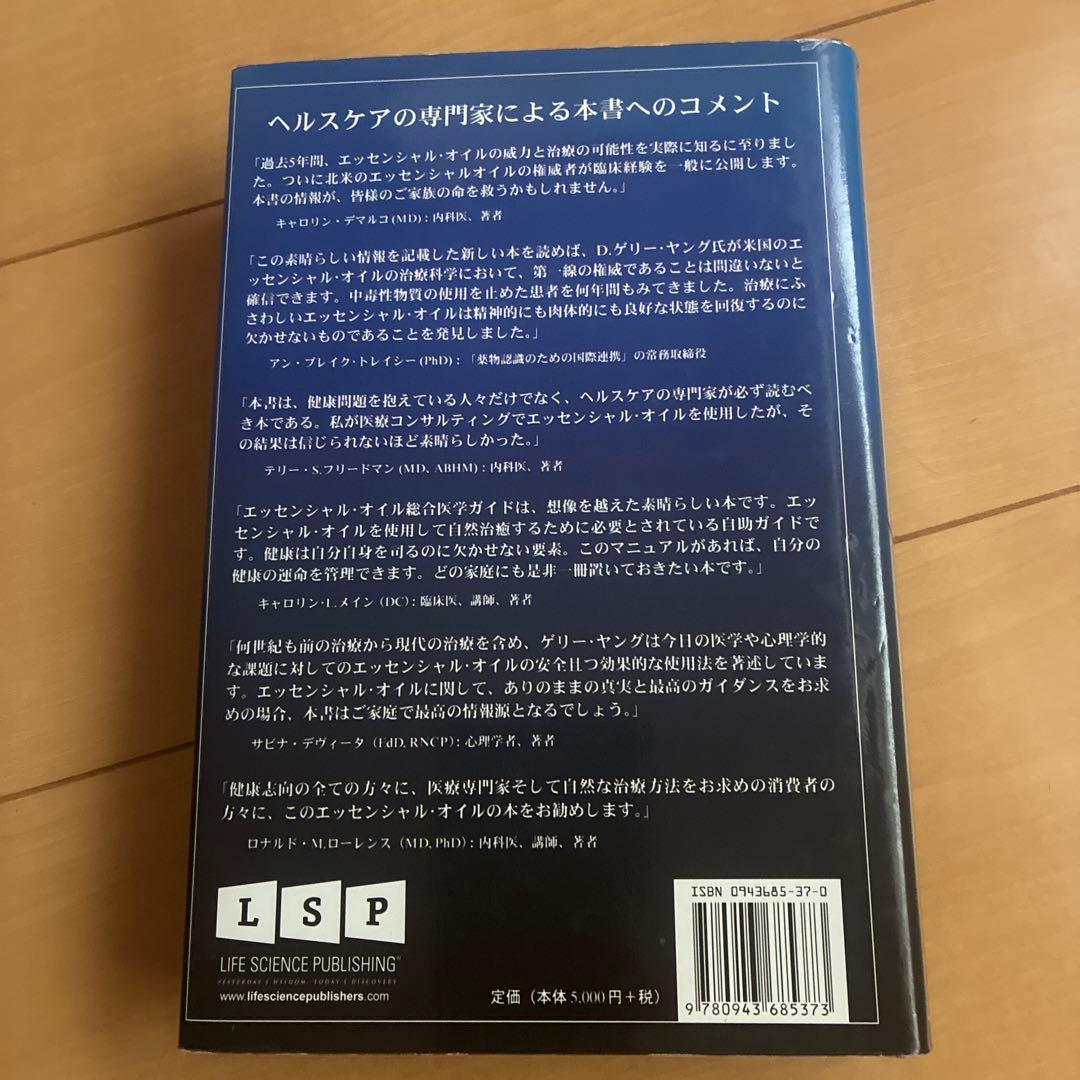 ヘルスケアの専門家による本書へのコメント
「過去5年間、エッセンシャル・オイルの威力と治療の可能性を実際に知るに至りまし
た。ついに北米のエッセンシャルオイルの権威者が臨床経験を一般に公開します。
本書の情報が、皆様のご家族の命を救うかもしれません。」
キャロリン・デマルコ(MD):内科医、著者
「この素晴らしい情報を記載した新しい本を読めば、D.ゲリー・ヤング氏が米国のエ
ッセンシャル・オイルの治療科学において、第一線の権威であることは間違いないと
確信できます。中毒性物質の使用を止めた患者を何年間もみてきました。治療にふ
さわしいエッセンシャル・オイルは精神的にも肉体的にも良好な状態を回復するのに
欠かせないものであることを発見しました。」
アン・ブレイク・トレイシー(PhD):「薬物認識のための国際連携」の常務取締役
「本書は、健康問題を抱えている人々だけでなく、ヘルスケアの専門家が必ず読むべ
き本である。私が医療コンサルティングでエッセンシャル・オイルを使用したが、そ
の結果は信じられないほど素晴らしかった。」
テリー・S.フリードマン(MD、ABHM):内科医、著者
「エッセンシャル・オイル総合医学ガイドは、想像を越えた素晴らしい本です。エッ
センシャル・オイルを使用して自然治癒するために必要とされている自助ガイドで
す。健康は自分自身を司るのに欠かせない要素。このマニュアルがあれば、自分の
健康の運命を管理できます。どの家庭にも是非一冊置いておきたい本です。」
キャロリン・L.メイン(DC):臨床医、講師、著者
「何世紀も前の治療から現代の治療を含め、ゲリー・ヤングは今日の医学や心理学的
な課題に対してのエッセンシャル・オイルの安全且つ効果的な使用法を著述していま
す。エッセンシャル・オイルに関して、ありのままの真実と最高のガイダンスをお求
めの場合、本書はご家庭で最高の情報源となるでしょう。」
サビナ・デヴィータ(EdD, RNCP):心理学者、著者
「健康志向の全ての方々に、医療専門家そして自然な治療方法をお求めの消費者の
方々に、このエッセンシャル・オイルの本をお勧めします。」
ロナルド・M.ローレンス(MD, PhD):内科医、講師、著者
L S P
LIFE SCIENCE PUBLISHING
YESTERDAY'S WISDOM, TODAY'S DISCOVERY
www.lifesciencepublishers.com
定価(本体5,000円+税)
ISBN 0943685-37-0
9 780943 685373